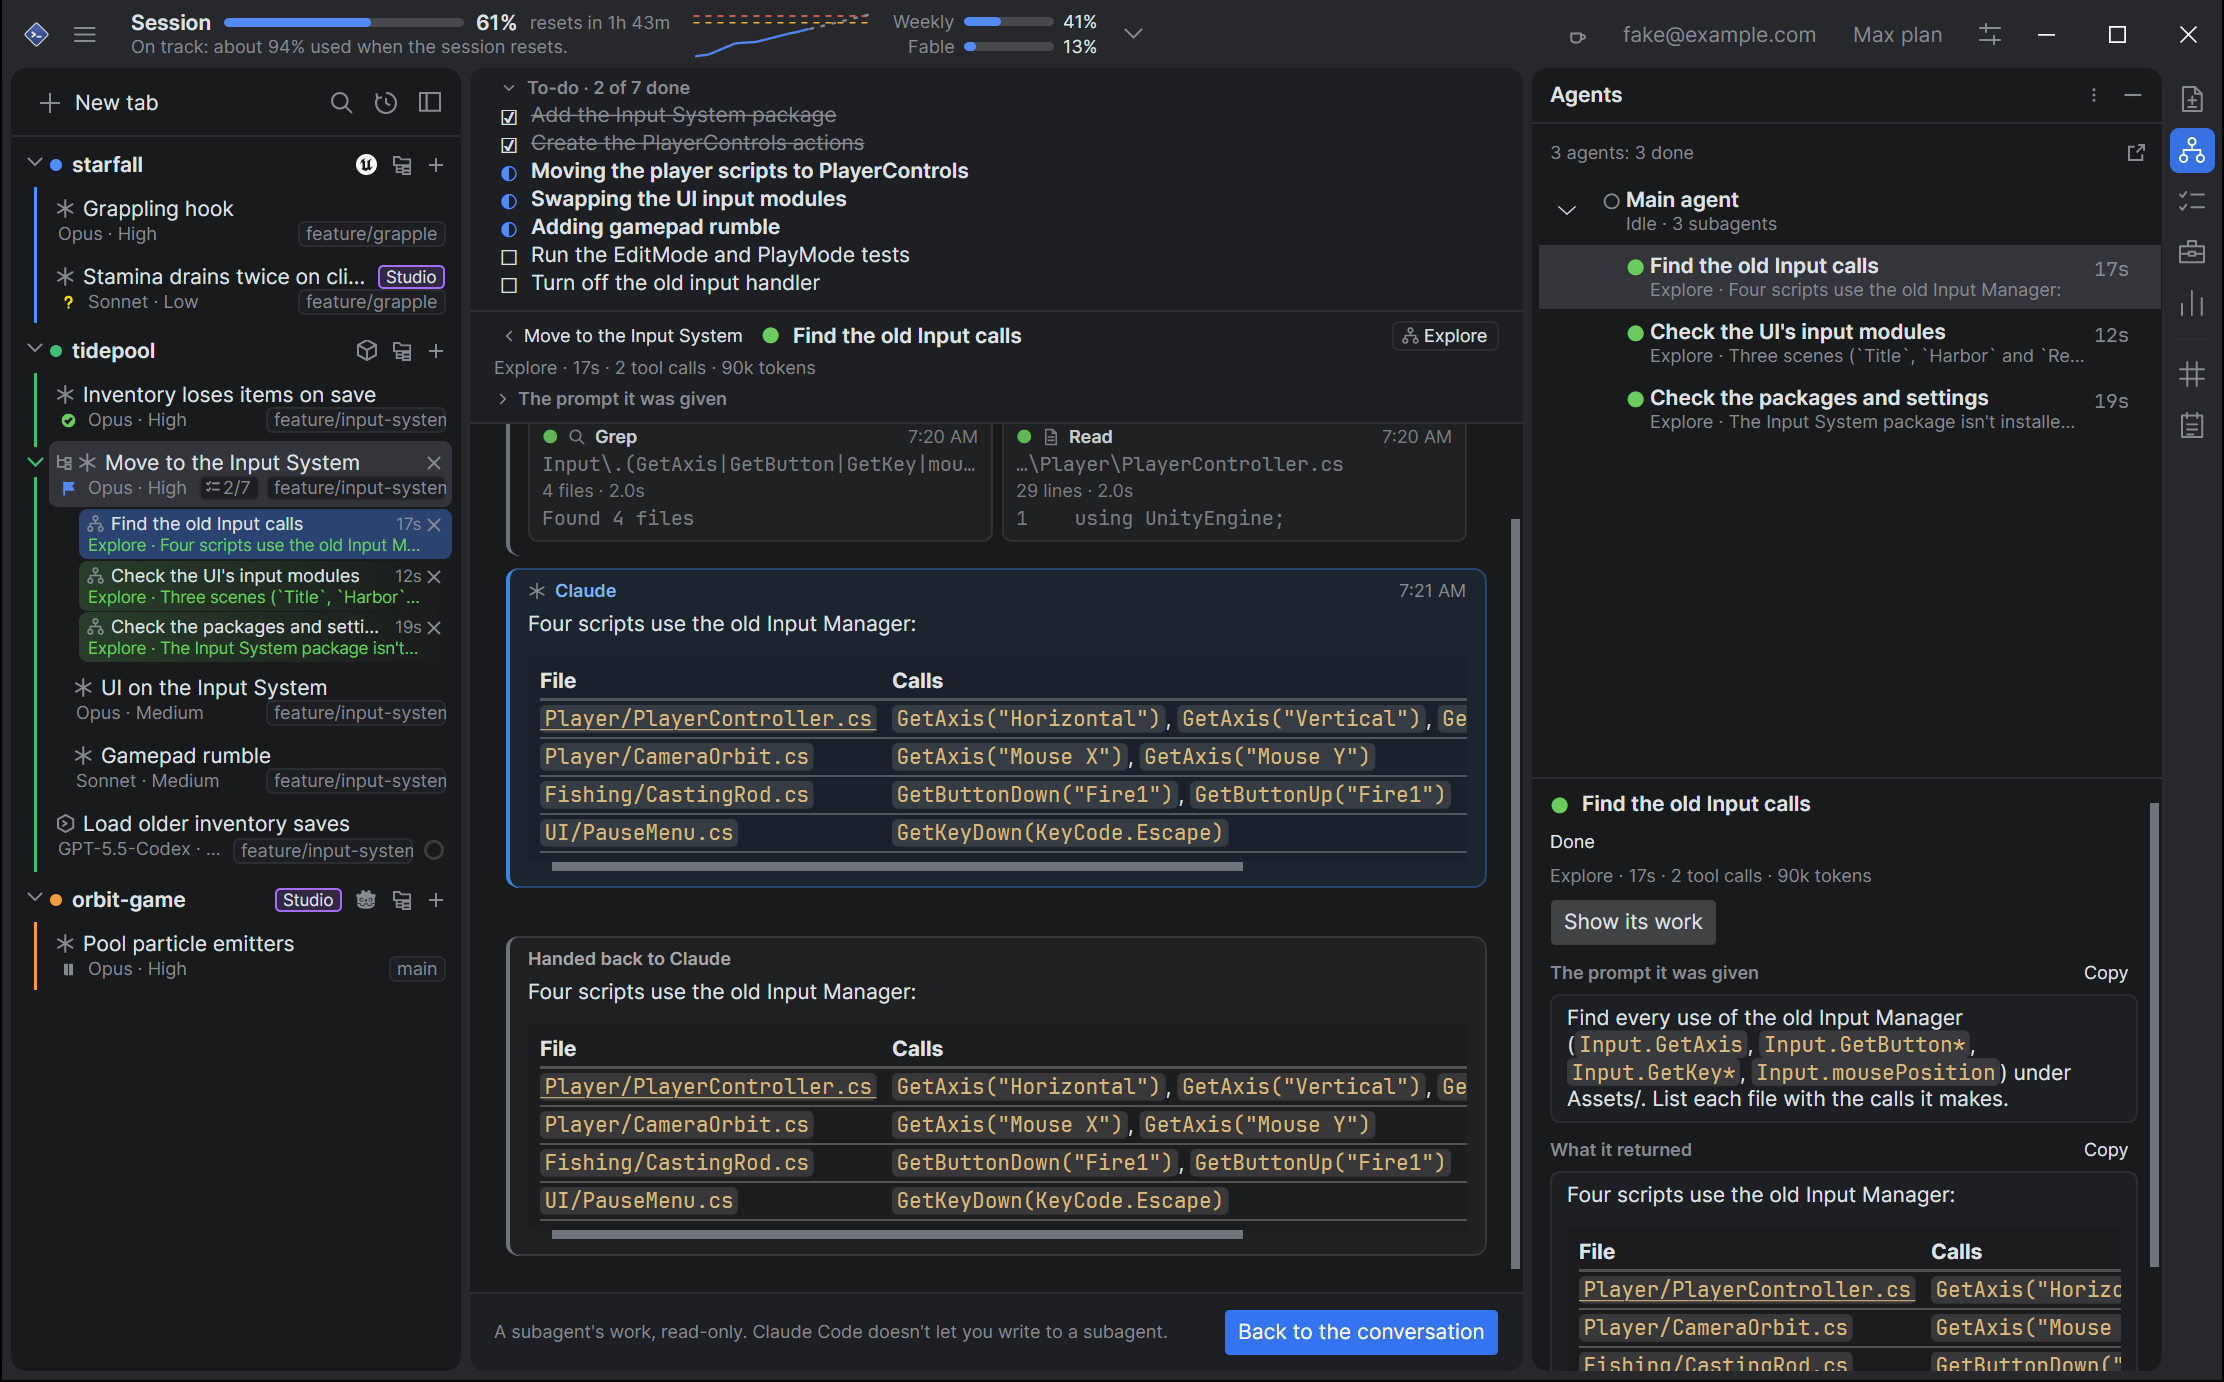 Session 61% resets in 1h 43m
On track: about 94% used when the session resets.
Weekly 41%
Fable 13%
fake@example.com Max plan
New tab
starfall
Grappling hook
Opus · High feature/grapple
Stamina drains twice on cli... Studio
? Sonnet · Low feature/grapple
tidepool
Inventory loses items on save
Opus · High feature/input-system
Move to the Input System
Opus · High 2/7 feature/input-system
Find the old Input calls 17s
Explore · Four scripts use the old Input M...
Check the UI's input modules 12s
Explore · Three scenes (`Title`, `Harbor`...
Check the packages and setti... 19s
Explore · The Input System package isn't...
UI on the Input System
Opus · Medium feature/input-system
Gamepad rumble
Sonnet · Medium feature/input-system
Load older inventory saves
GPT-5.5-Codex · ... feature/input-system
orbit-game Studio
Pool particle emitters
Opus · High main
To-do · 2 of 7 done
Add the Input System package
Create the PlayerControls actions
Moving the player scripts to PlayerControls
Swapping the UI input modules
Adding gamepad rumble
Run the EditMode and PlayMode tests
Turn off the old input handler
Move to the Input System Find the old Input calls Explore
Explore · 17s · 2 tool calls · 90k tokens
The prompt it was given
Grep 7:20 AM
Input\.(GetAxis|GetButton|GetKey|mou...
4 files · 2.0s
Found 4 files
Read 7:20 AM
...\Player\PlayerController.cs
29 lines · 2.0s
1 using UnityEngine;
Claude 7:21 AM
Four scripts use the old Input Manager:
File Calls
Player/PlayerController.cs GetAxis("Horizontal"), GetAxis("Vertical"), Ge
Player/CameraOrbit.cs GetAxis("Mouse X"), GetAxis("Mouse Y")
Fishing/CastingRod.cs GetButtonDown("Fire1"), GetButtonUp("Fire1")
UI/PauseMenu.cs GetKeyDown(KeyCode.Escape)
Handed back to Claude
Four scripts use the old Input Manager:
File Calls
Player/PlayerController.cs GetAxis("Horizontal"), GetAxis("Vertical"), Ge
Player/CameraOrbit.cs GetAxis("Mouse X"), GetAxis("Mouse Y")
Fishing/CastingRod.cs GetButtonDown("Fire1"), GetButtonUp("Fire1")
UI/PauseMenu.cs GetKeyDown(KeyCode.Escape)
A subagent's work, read-only. Claude Code doesn't let you write to a subagent. Back to the conversation
Agents
3 agents: 3 done
Main agent
Idle · 3 subagents
Find the old Input calls 17s
Explore · Four scripts use the old Input Manager:
Check the UI's input modules 12s
Explore · Three scenes (`Title`, `Harbor` and `Re...
Check the packages and settings 19s
Explore · The Input System package isn't installe...
Find the old Input calls
Done
Explore · 17s · 2 tool calls · 90k tokens
Show its work
The prompt it was given Copy
Find every use of the old Input Manager
(Input.GetAxis, Input.GetButton*,
Input.GetKey*, Input.mousePosition) under
Assets/. List each file with the calls it makes.
What it returned Copy
Four scripts use the old Input Manager:
File Calls
Player/PlayerController.cs GetAxis("Horizo
Player/CameraOrbit.cs GetAxis("Mouse
Fishing/CastingRod.cs GetButtonDown("